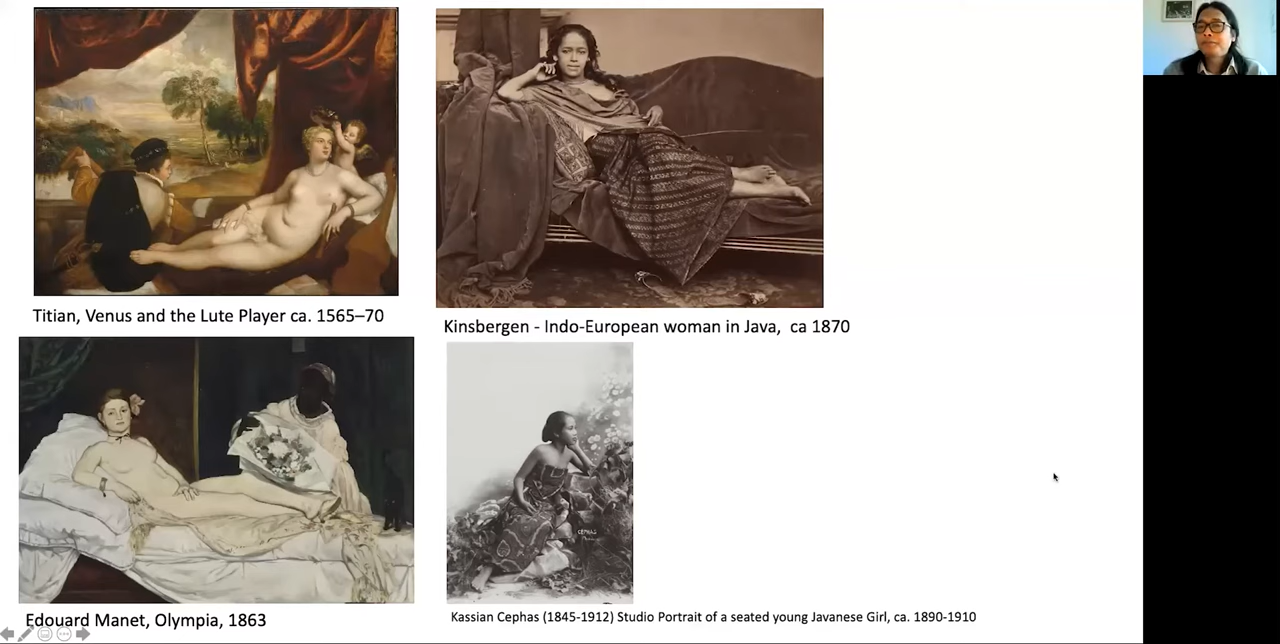 Titian, Venus and the Lute Player ca. 1565–70
Kinsbergen - Indo-European woman in Java, ca 1870
CEPHAS
Edouard Manet, Olympia, 1863
Kassian Cephas (1845-1912) Studio Portrait of a seated young Javanese Girl, ca. 1890-1910